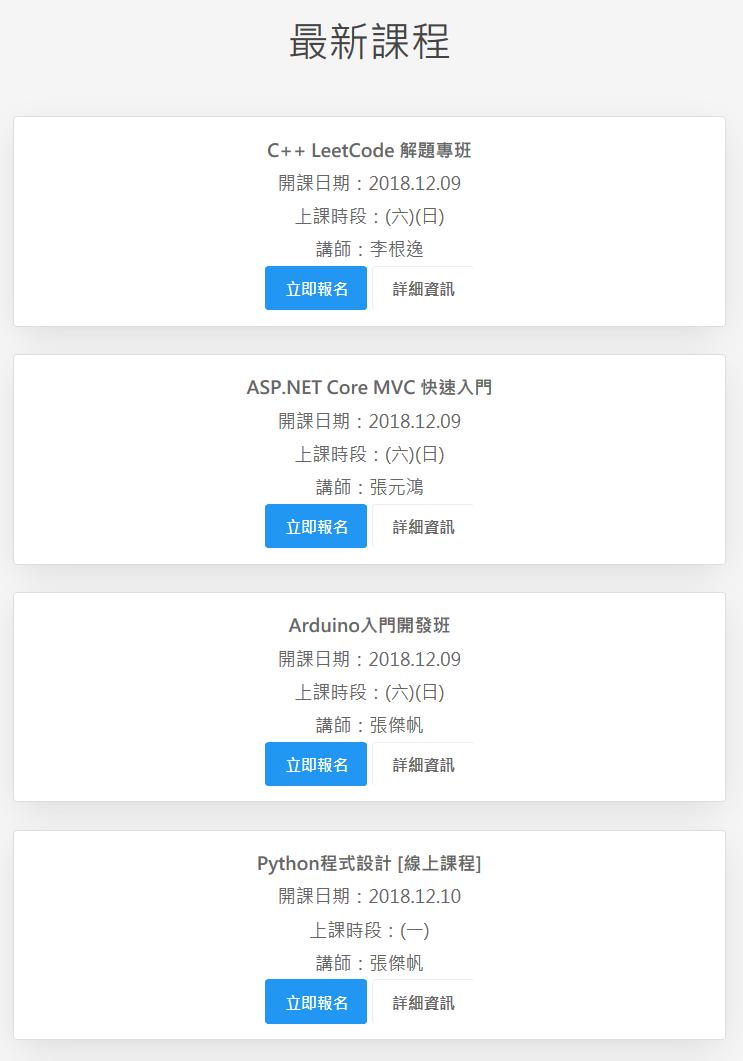 最新課程
C++ LeetCode 解題專班
開課日期：2018.12.09
上課時段：(六)(日)
講師：李根逸
立即報名 詳細資訊
ASP.NET Core MVC 快速入門
開課日期：2018.12.09
上課時段：(六)(日)
講師：張元鴻
立即報名 詳細資訊
Arduino入門開發班
開課日期：2018.12.09
上課時段：(六)(日)
講師：張傑帆
立即報名 詳細資訊
Python程式設計 [線上課程]
開課日期：2018.12.10
上課時段：(一)
講師：張傑帆
立即報名 詳細資訊